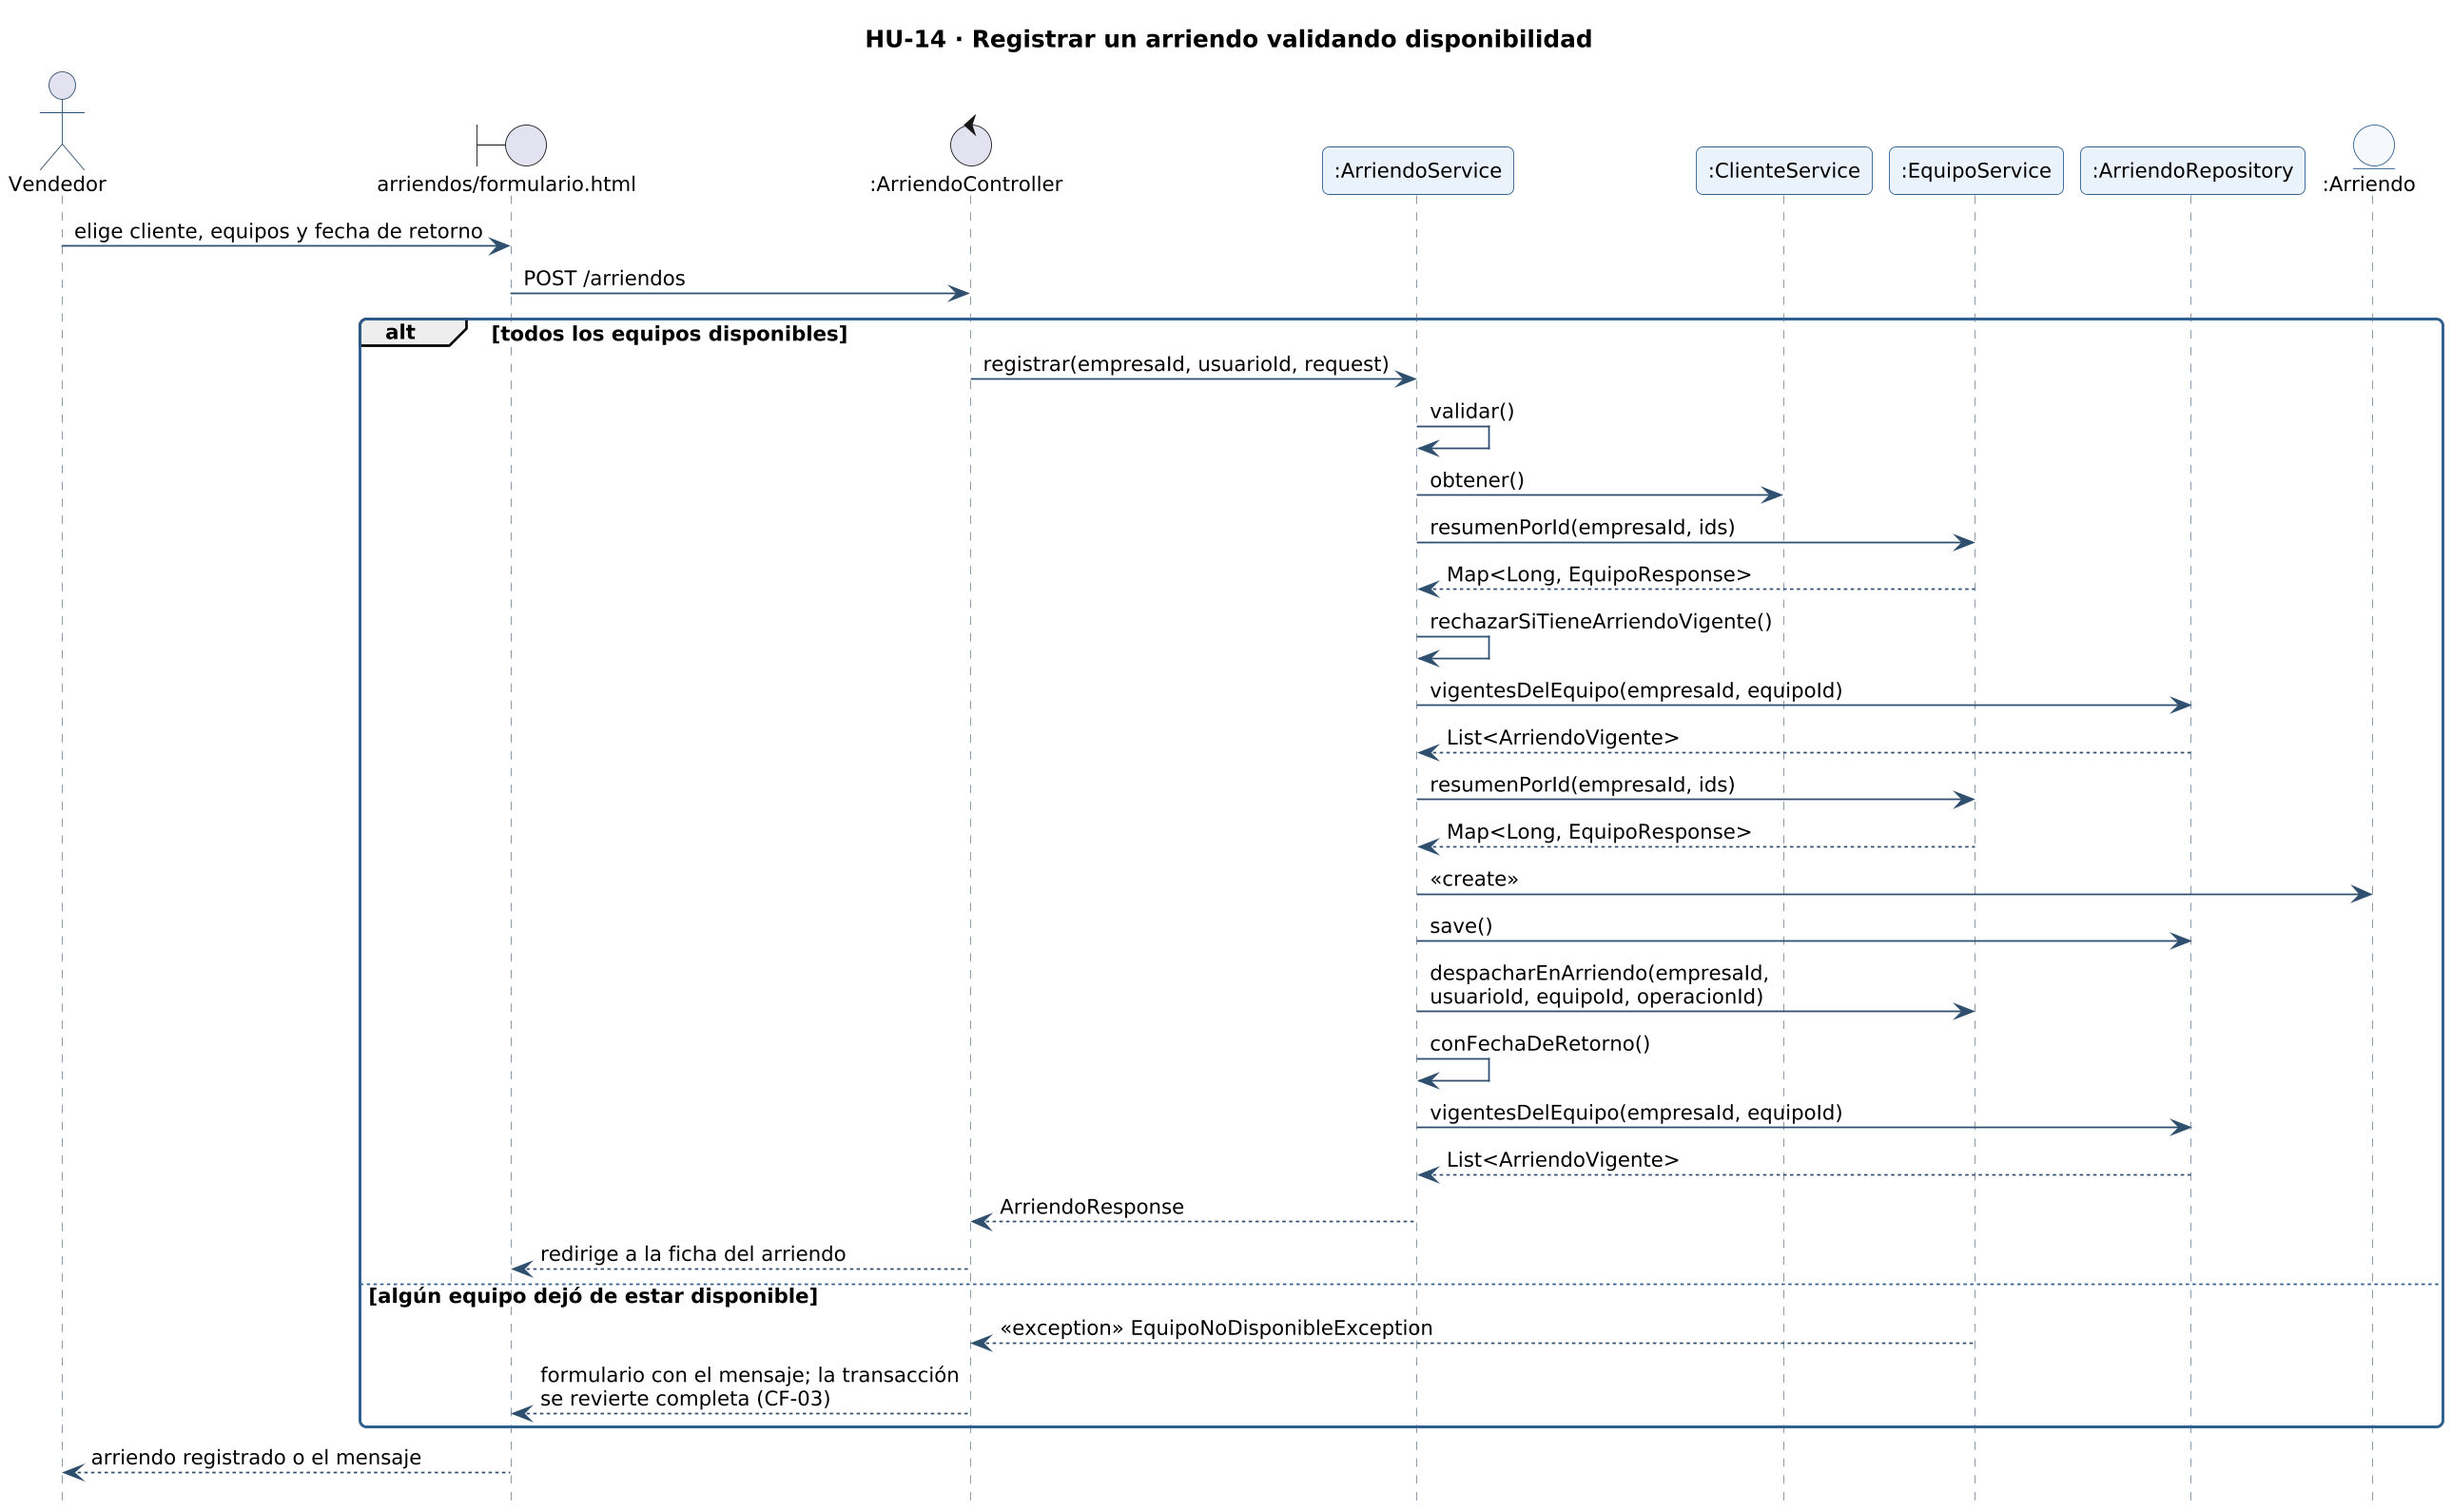 HU-14 · Registrar un arriendo validando disponibilidad
Vendedor
arriendos/formulario.html
:ArriendoController
:ArriendoService
:ClienteService
:EquipoService
:ArriendoRepository
:Arriendo
elige cliente, equipos y fecha de retorno
POST /arriendos
alt
[todos los equipos disponibles]
registrar(empresaId, usuarioId, request)
validar()
obtener()
resumenPorId(empresaId, ids)
Map<Long, EquipoResponse>
rechazarSiTieneArriendoVigente()
vigentesDelEquipo(empresaId, equipoId)
List<ArriendoVigente>
resumenPorId(empresaId, ids)
Map<Long, EquipoResponse>
«create»
save()
despacharEnArriendo(empresaId,
usuarioId, equipoId, operacionId)
conFechaDeRetorno()
vigentesDelEquipo(empresaId, equipoId)
List<ArriendoVigente>
ArriendoResponse
redirige a la ficha del arriendo
[algún equipo dejó de estar disponible]
«exception» EquipoNoDisponibleException
formulario con el mensaje; la transacción
se revierte completa (CF-03)
arriendo registrado o el mensaje